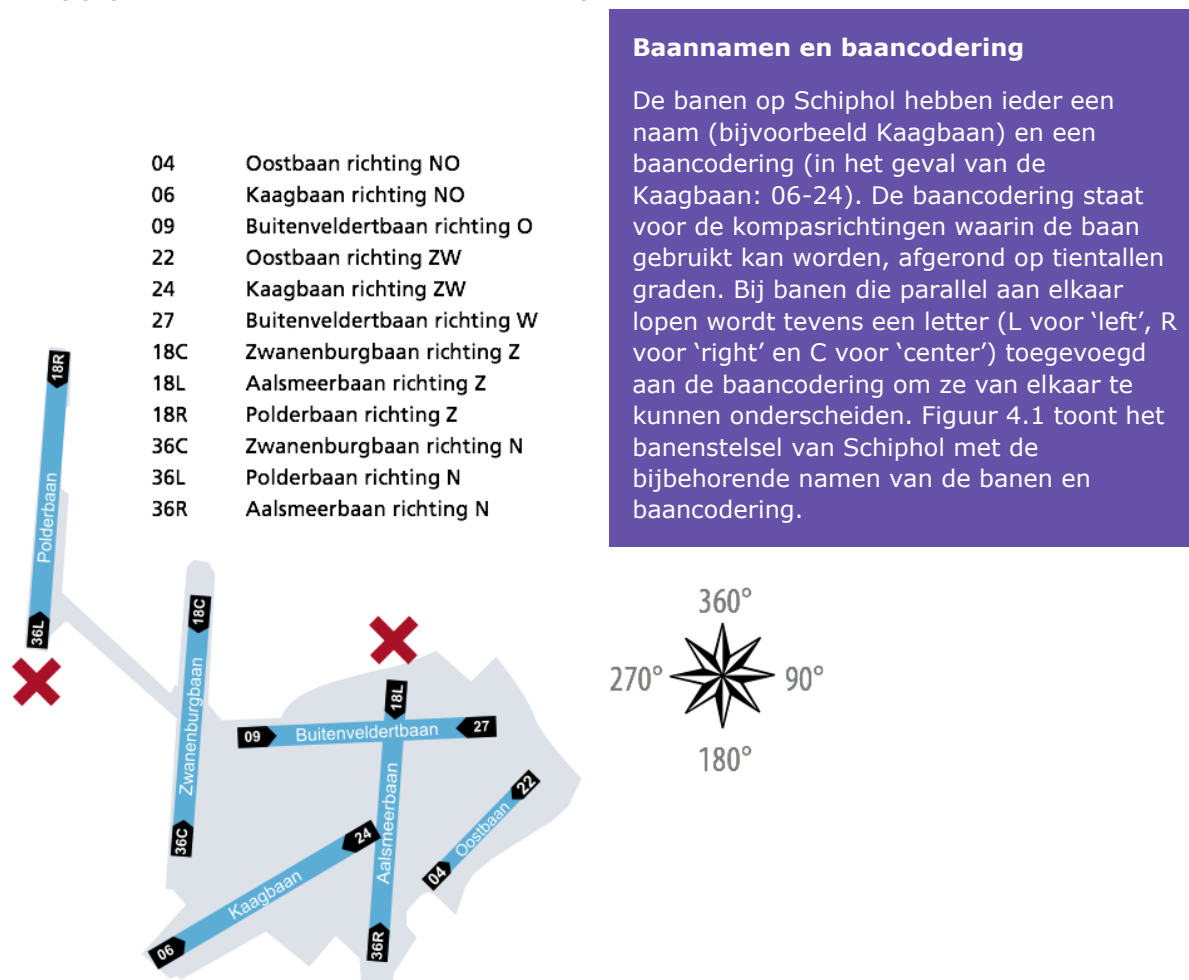 Baannamen en baancodering
De banen op Schiphol hebben ieder een
naam (bijvoorbeeld Kaagbaan) en een
baancodering (in het geval van de
Kaagbaan: 06-24). De baancodering staat
voor de kompasrichtingen waarin de baan
gebruikt kan worden, afgerond op tientallen
graden. Bij banen die parallel aan elkaar
lopen wordt tevens een letter (L voor ‘left’, R
voor ‘right’ en C voor ‘center’) toegevoegd
aan de baancodering om ze van elkaar te
kunnen onderscheiden. Figuur 4.1 toont het
banenstelsel van Schiphol met de
bijbehorende namen van de banen en
baancodering.
04 Oostbaan richting NO
06 Kaagbaan richting NO
09 Buitenveldertbaan richting O
22 Oostbaan richting ZW
24 Kaagbaan richting ZW
27 Buitenveldertbaan richting W
18C Zwanenburgbaan richting Z
18L Aalsmeerbaan richting Z
18R Polderbaan richting Z
36C Zwanenburgbaan richting N
36L Polderbaan richting N
36R Aalsmeerbaan richting N
18R
Polderbaan
36L
18C
Zwanenburgbaan
36C
18L
Aalsmeerbaan
36R
09 Buitenveldertbaan 27
24
Kaagbaan
06
22
Oostbaan
04
360°
270° 90°
180°